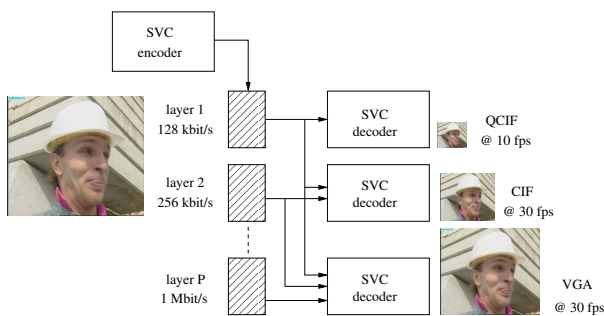 SVC
encoder
layer 1
128 kbit/s
SVC
decoder
QCIF
@ 10 fps
layer 2
256 kbit/s
SVC
decoder
CIF
@ 30 fps
layer P
1 Mbit/s
SVC
decoder
VGA
@ 30 fps